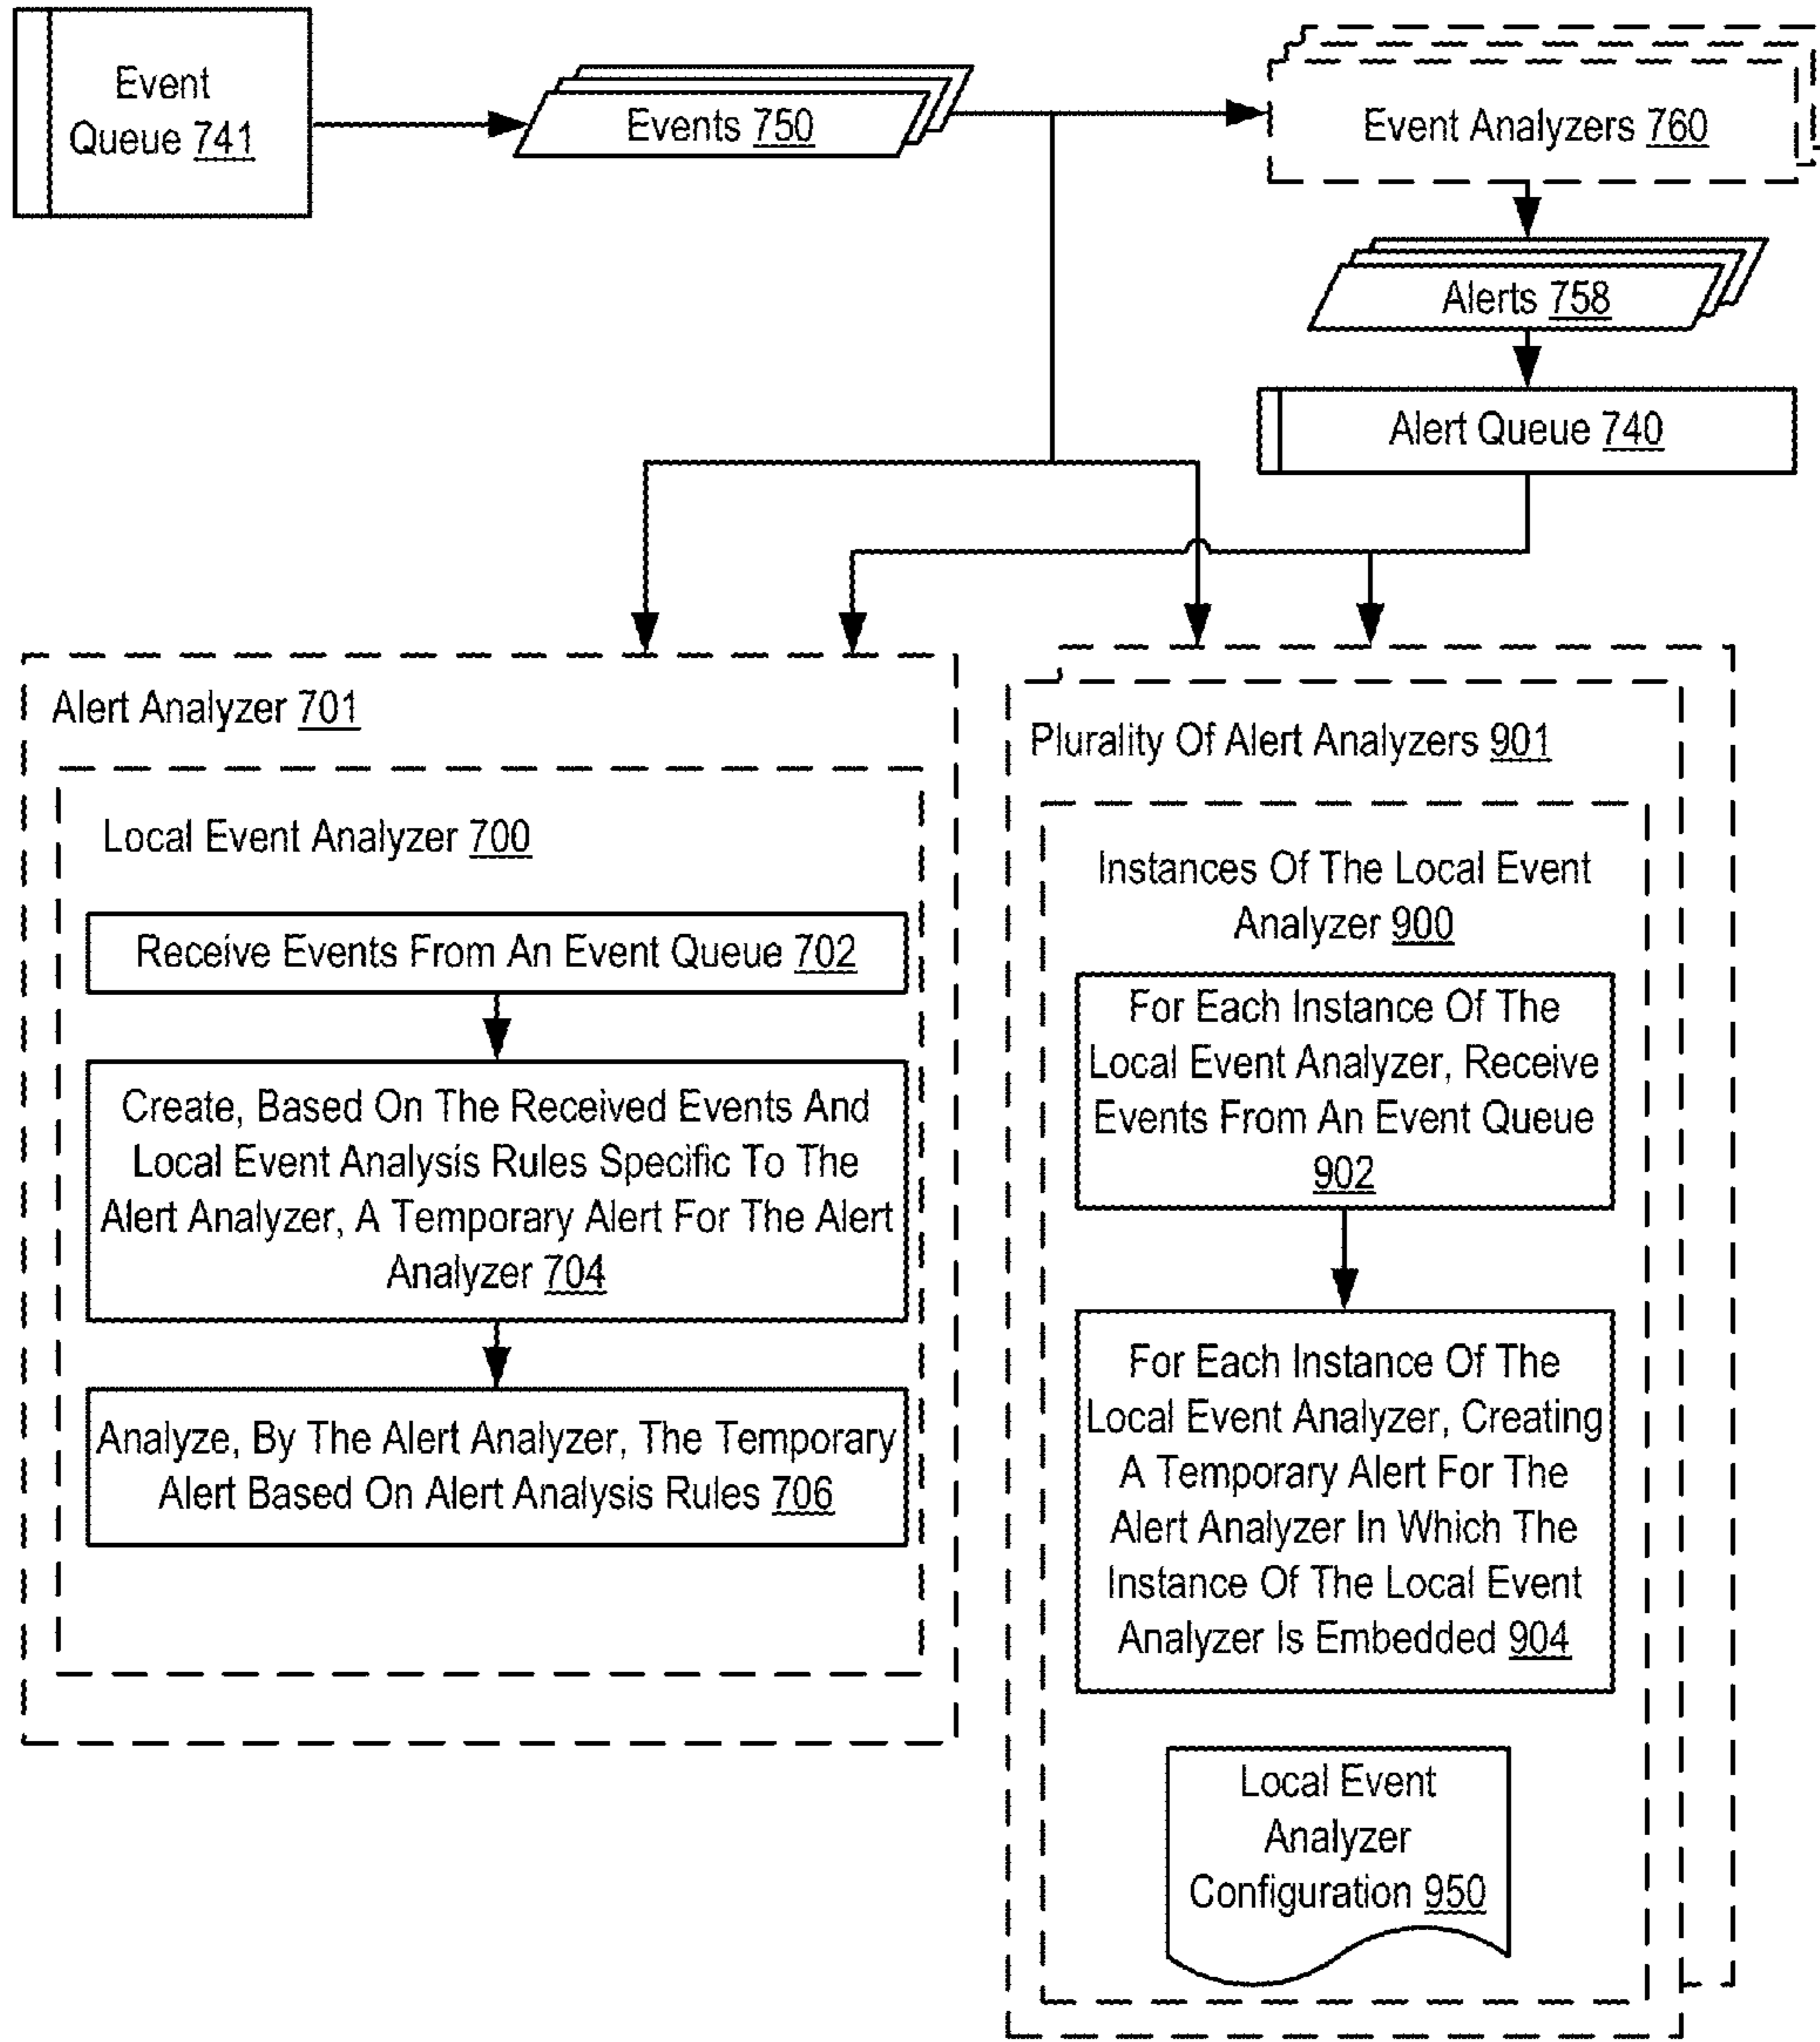 Event
Queue 741
Events 750
Event Analyzers 760
Alerts 758
Alert Queue 740
Alert Analyzer 701
Local Event Analyzer 700
Receive Events From An Event Queue 702
Create, Based On The Received Events And
Local Event Analysis Rules Specific To The
Alert Analyzer, A Temporary Alert For The Alert
Analyzer 704
Analyze, By The Alert Analyzer, The Temporary
Alert Based On Alert Analysis Rules 706
Plurality Of Alert Analyzers 901
Instances Of The Local Event
Analyzer 900
For Each Instance Of The
Local Event Analyzer, Receive
Events From An Event Queue
902
For Each Instance Of The
Local Event Analyzer, Creating
A Temporary Alert For The
Alert Analyzer In Which The
Instance Of The Local Event
Analyzer Is Embedded 904
Local Event
Analyzer
Configuration 950